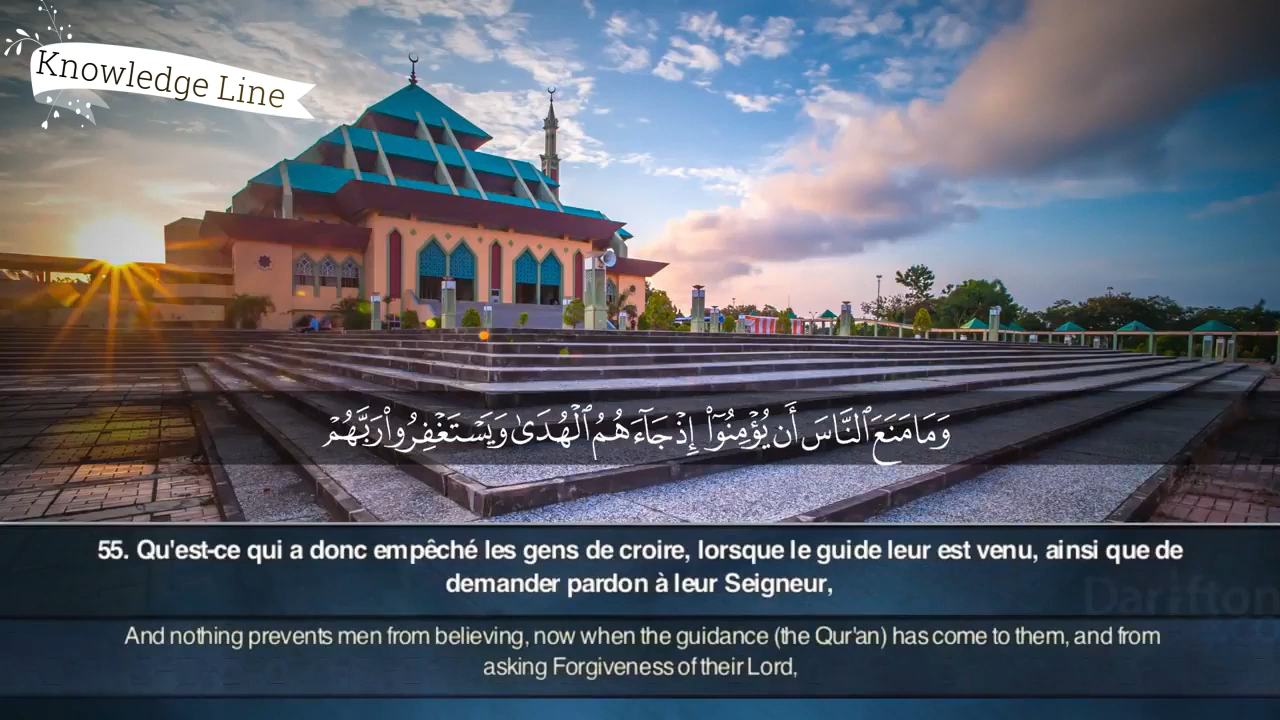 Knowledge Line
وَمَا مَنَعَ ٱلنَّاسَ أَن يُؤْمِنُوٓا۟ إِذْ جَآءَهُمُ ٱلْهُدَىٰ وَيَسْتَغْفِرُوا۟ رَبَّهُمْ
55. Qu'est-ce qui a donc empêché les gens de croire, lorsque le guide leur est venu, ainsi que de
demander pardon à leur Seigneur,
And nothing prevents men from believing, now when the guidance (the Qur'an) has come to them, and from
asking Forgiveness of their Lord,